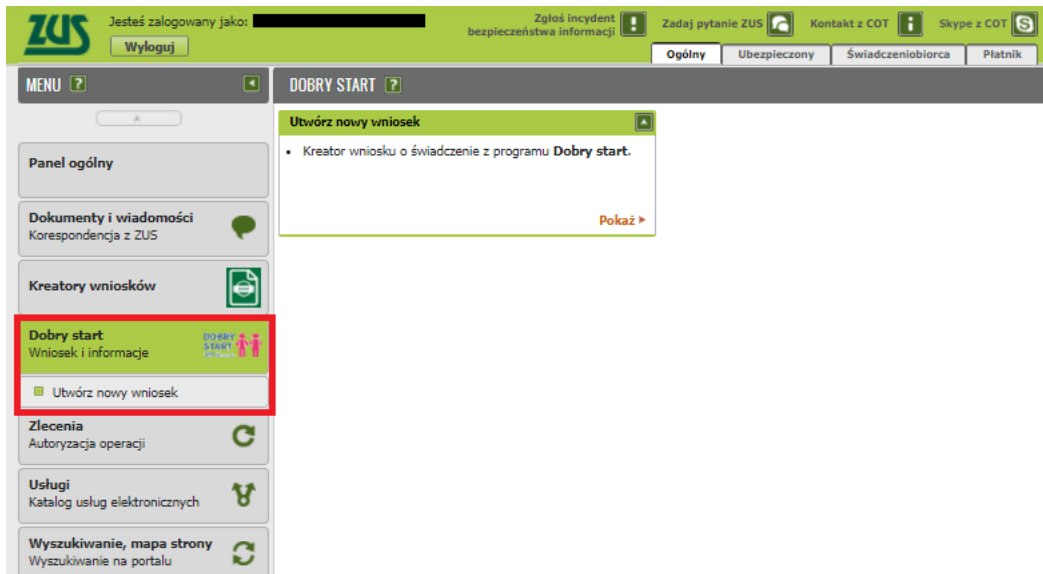 ZUS
Jesteś zalogowany jako:
Wyloguj
Zgłoś incydent
bezpieczeństwa informacji
Zadaj pytanie ZUS
Kontakt z COT
Skype z COT
Ogólny
Ubezpieczony
Świadczeniobiorca
Płatnik
MENU ?
DOBRY START ?
Utwórz nowy wniosek
Kreator wniosku o świadczenie z programu Dobry start.
Pokaż
Panel ogólny
Dokumenty i wiadomości
Korespondencja z ZUS
Kreatory wniosków
Dobry start
Wniosek i informacje
DOBRY
START
Utwórz nowy wniosek
Zlecenia
Autoryzacja operacji
Usługi
Katalog usług elektronicznych
Wyszukiwanie, mapa strony
Wyszukiwanie na portalu